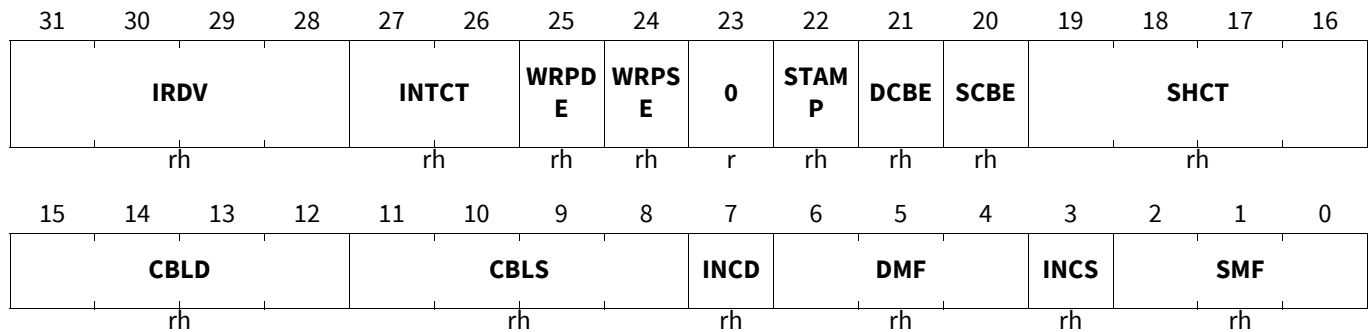 31 30 29 28 27 26 25 24 23 22 21 20 19 18 17 16
IRDV INTCT WRPD WRPS 0 STAM DCBE SCBE SHCT
E E P
rh rh rh rh r rh rh rh rh
15 14 13 12 11 10 9 8 7 6 5 4 3 2 1 0
CBLD CBLS INCD DMF INCS SMF
rh rh rh rh rh rh